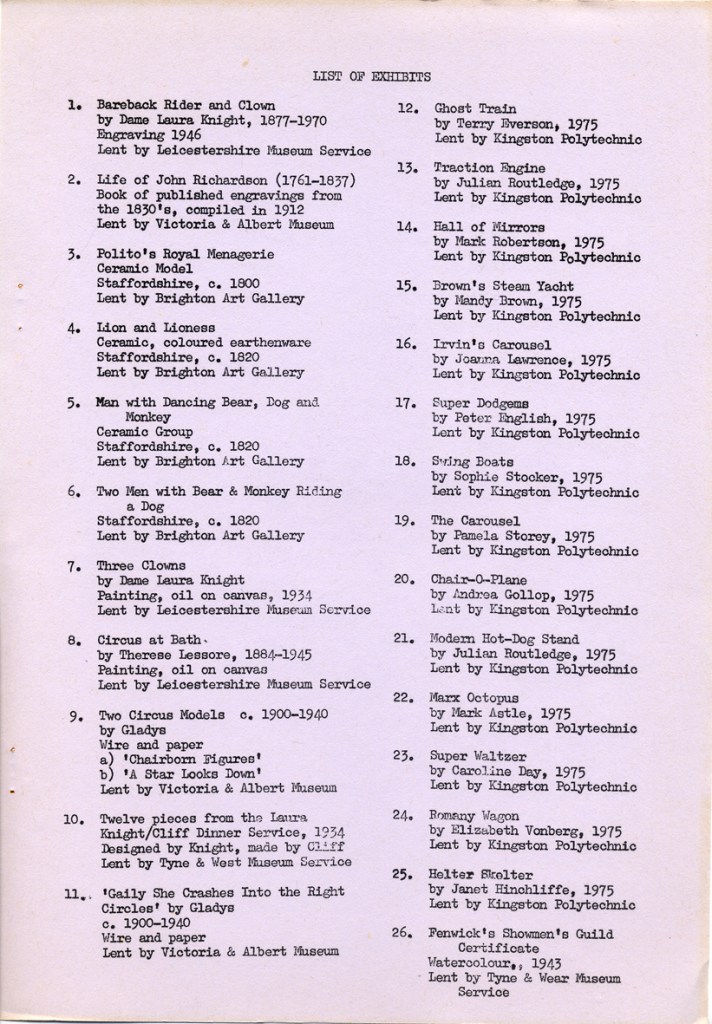 LIST OF EXHIBITS
1. Bareback Rider and Clown
by Dame Laura Knight, 1877-1970
Engraving 1946
Lent by Leicestershire Museum Service
2. Life of John Richardson (1761-1837)
Book of published engravings from
the 1830's, compiled in 1912
Lent by Victoria & Albert Museum
3. Polito's Royal Menagerie
Ceramic Model
Staffordshire, c. 1800
Lent by Brighton Art Gallery
4. Lion and Lioness
Ceramic, coloured earthenware
Staffordshire, c. 1820
Lent by Brighton Art Gallery
5. Man with Dancing Bear, Dog and
Monkey
Ceramic Group
Staffordshire, c. 1820
Lent by Brighton Art Gallery
6. Two Men with Bear & Monkey Riding
a Dog
Staffordshire, c. 1820
Lent by Brighton Art Gallery
7. Three Clowns
by Dame Laura Knight
Painting, oil on canvas, 1934
Lent by Leicestershire Museum Service
8. Circus at Bath.
by Therese Lessore, 1884-1945
Painting, oil on canvas
Lent by Leicestershire Museum Service
9. Two Circus Models c. 1900-1940
by Gladys
Wire and paper
a) 'Chairborn Figures'
b) 'A Star Looks Down'
Lent by Victoria & Albert Museum
10. Twelve pieces from the Laura
Knight/Cliff Dinner Service, 1934
Designed by Knight, made by Cliff
Lent by Tyne & West Museum Service
11.. 'Gaily She Crashes Into the Right
Circles' by Gladys
c. 1900-1940
Wire and paper
Lent by Victoria & Albert Museum
12. Ghost Train
by Terry Everson, 1975
Lent by Kingston Polytechnic
13. Traction Engine
by Julian Routledge, 1975
Lent by Kingston Polytechnic
14. Hall of Mirrors
by Mark Robertson, 1975
Lent by Kingston Polytechnic
15. Brown's Steam Yacht
by Mandy Brown, 1975
Lent by Kingston Polytechnic
16. Irvin's Carousel
by Joanna Lawrence, 1975
Lent by Kingston Polytechnic
17. Super Dodgems
by Peter English, 1975
Lent by Kingston Polytechnic
18. Swing Boats
by Sophie Stocker, 1975
Lent by Kingston Polytechnic
19. The Carousel
by Pamela Storey, 1975
Lent by Kingston Polytechnic
20. Chair-O-Plane
by Andrea Gollop, 1975
Lent by Kingston Polytechnic
21. Modern Hot-Dog Stand
by Julian Routledge, 1975
Lent by Kingston Polytechnic
22. Marx Octopus
by Mark Astle, 1975
Lent by Kingston Polytechnic
23. Super Waltzer
by Caroline Day, 1975
Lent by Kingston Polytechnic
24. Romany Wagon
by Elizabeth Vonberg, 1975
Lent by Kingston Polytechnic
25. Helter Skelter
by Janet Hinchliffe, 1975
Lent by Kingston Polytechnic
26. Fenwick's Showmen's Guild
Certificate
Watercolour,, 1943
Lent by Tyne & Wear Museum
Service